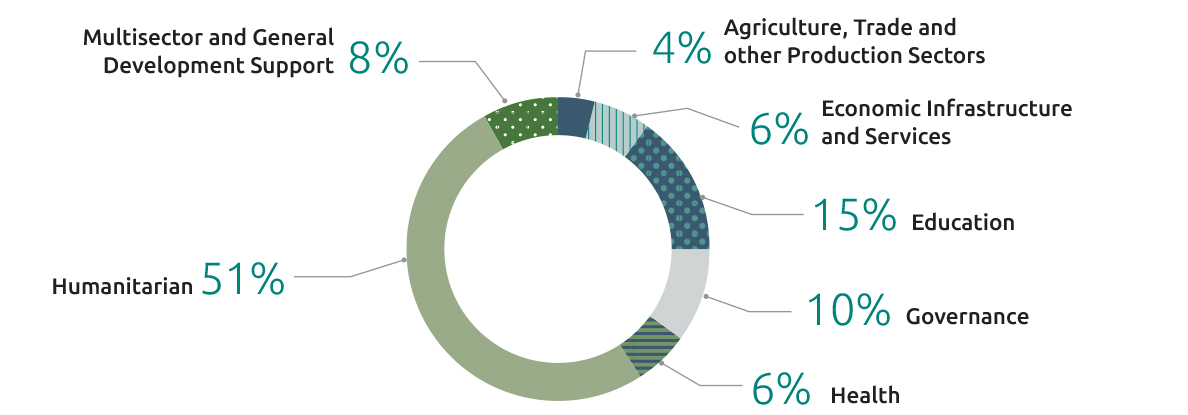 Multisector and General
Development Support 8%
4% Agriculture, Trade and
other Production Sectors
6% Economic Infrastructure
and Services
15% Education
10% Governance
6% Health
Humanitarian 51%